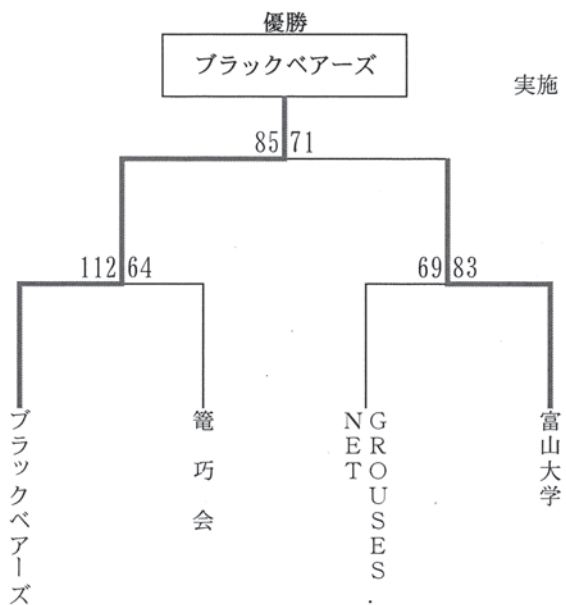 優勝
ブラックベアーズ
実施
85 71
112 64
69 83
ブラックベアーズ
篭巧会
GROUSES.
NET
富山大学